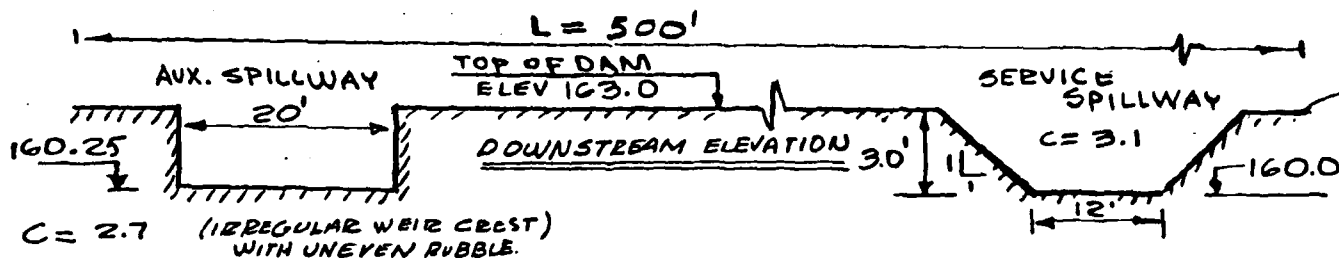 L = 500'
AUX. SPILLWAY
20'
TOP OF DAM
ELEV 163.0
SERVICE
SPILLWAY
C = 3.1
160.25
DOWNSTREAM ELEVATION
3.0'
1
1
160.0
12'
C = 2.7 (IRREGULAR WEIR CREST)
WITH UNEVEN RUBBLE.